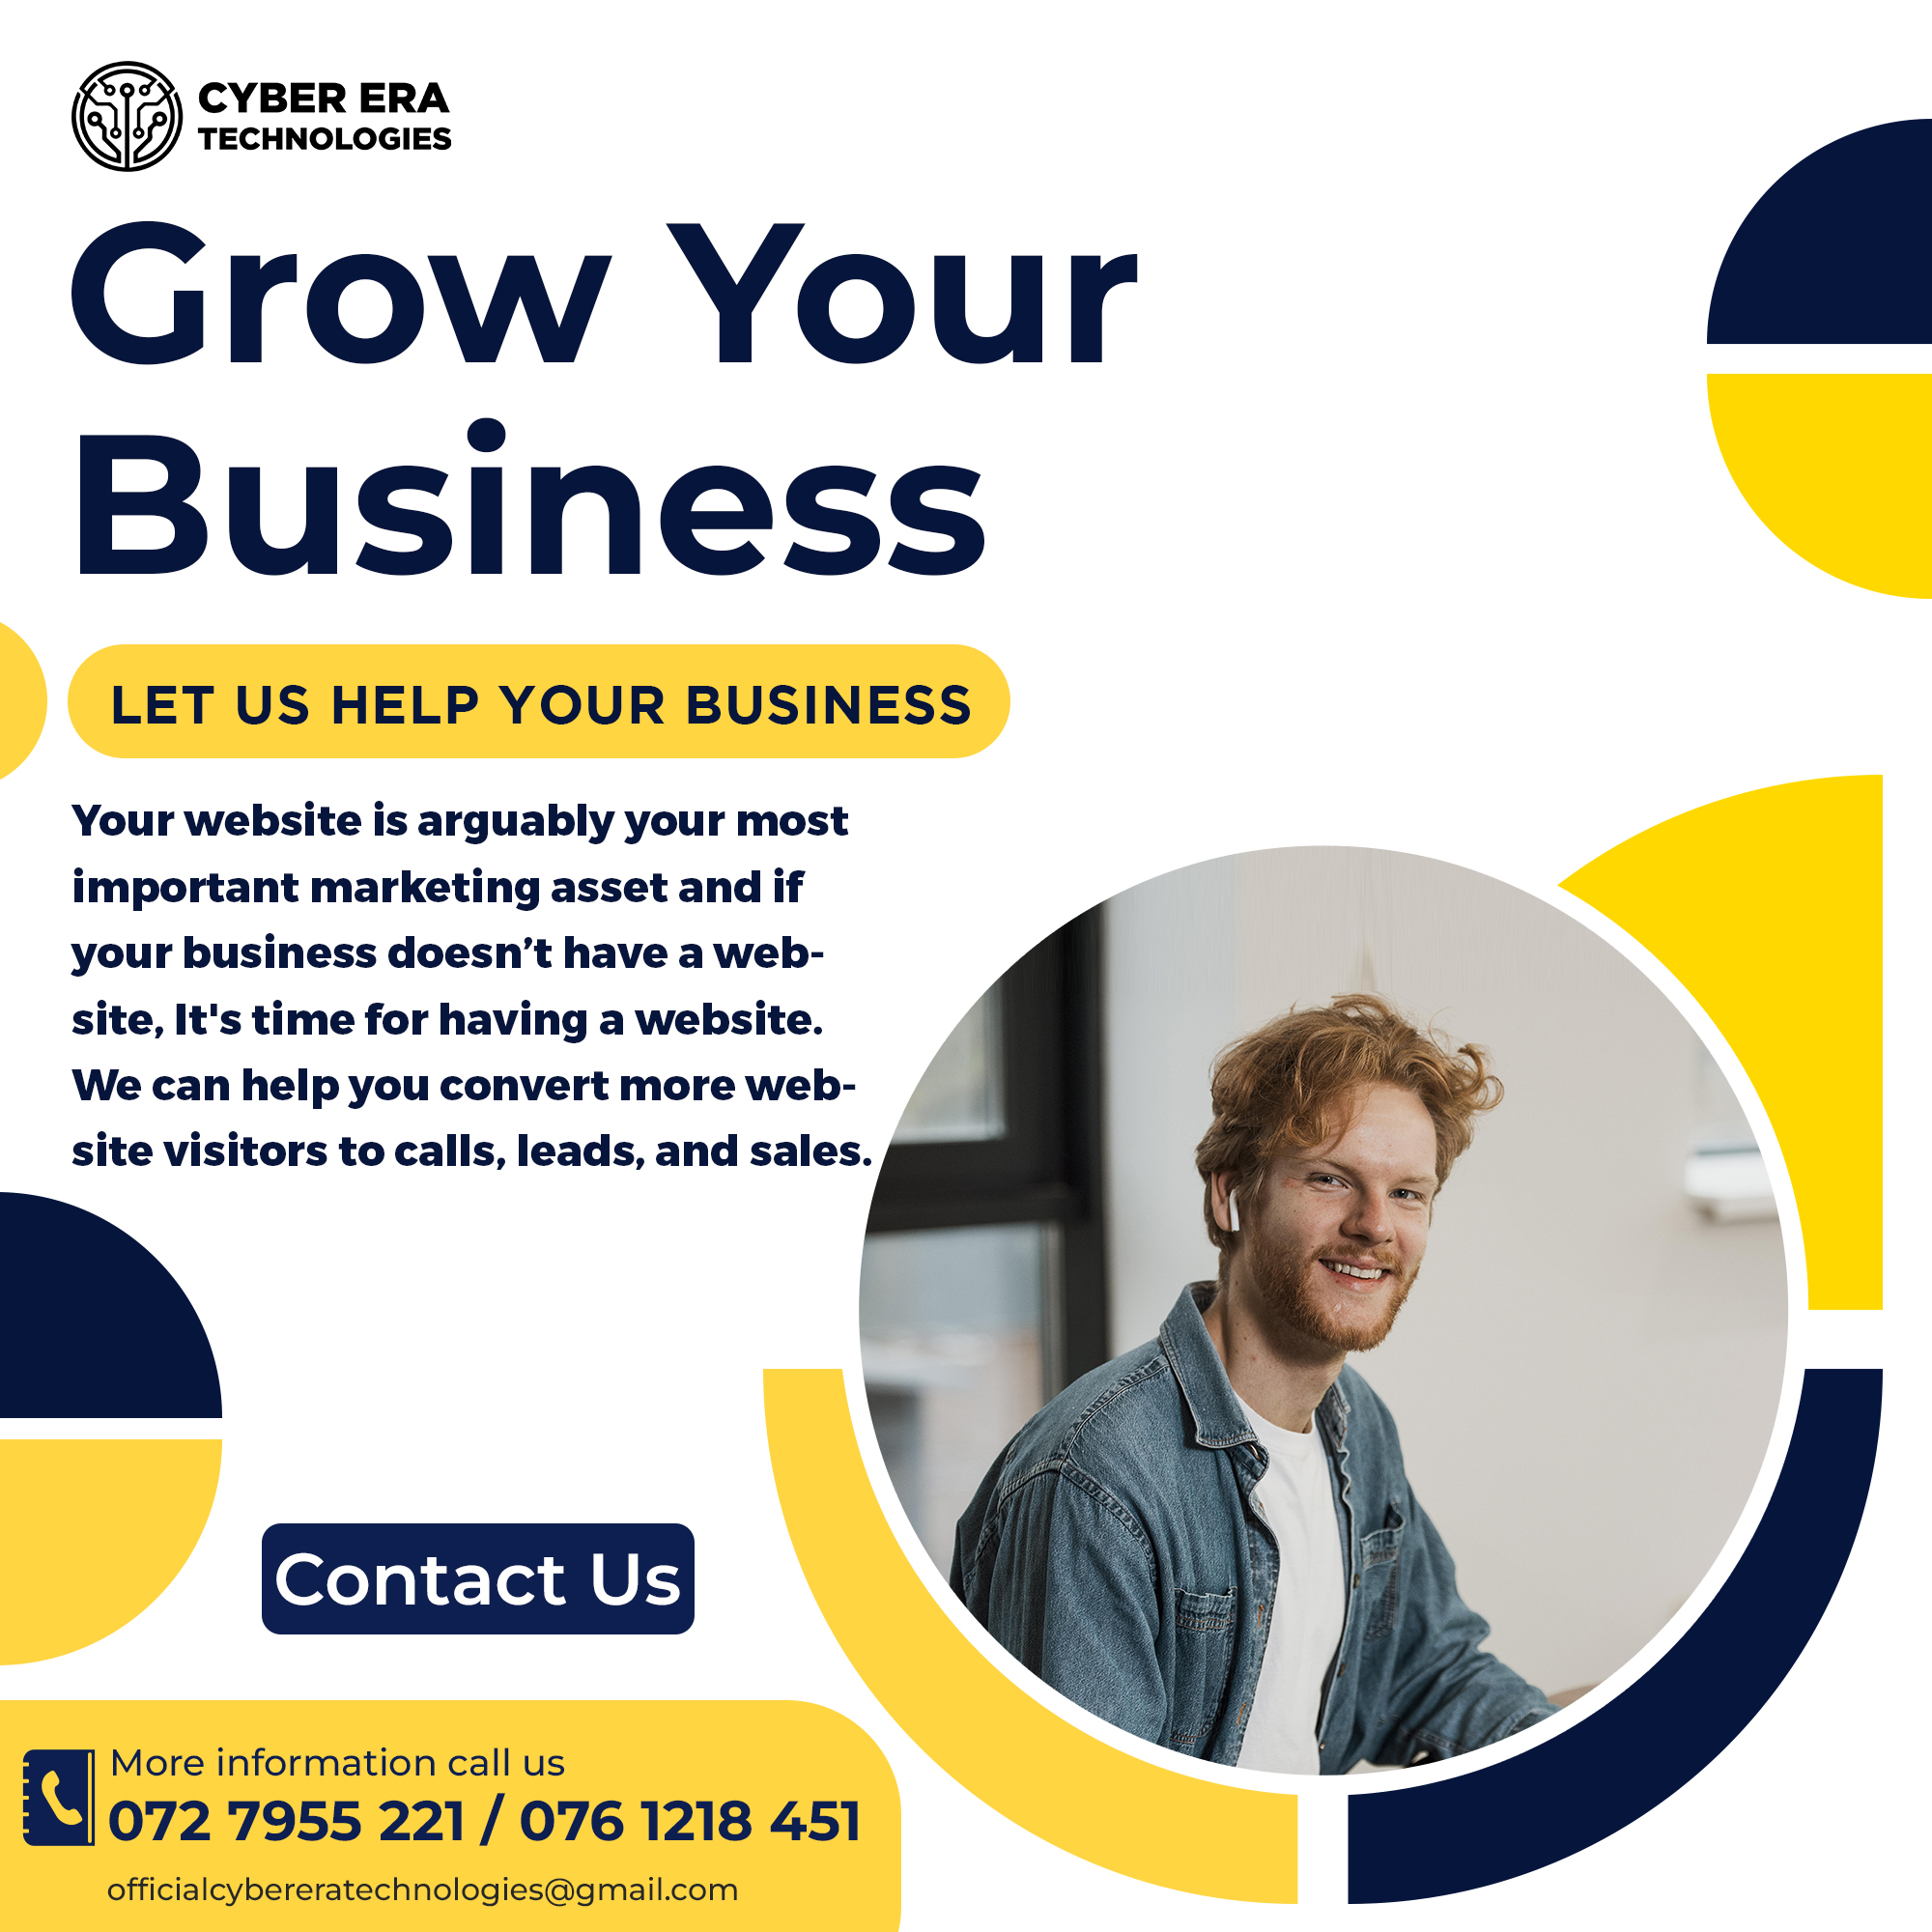 CYBER ERA
TECHNOLOGIES
Grow Your
Business
LET US HELP YOUR BUSINESS
Your website is arguably your most
important marketing asset and if
your business doesn’t have a web-
site, It's time for having a website.
We can help you convert more web-
site visitors to calls, leads, and sales.
Contact Us
More information call us
072 7955 221 / 076 1218 451
officialcybereratechnologies@gmail.com